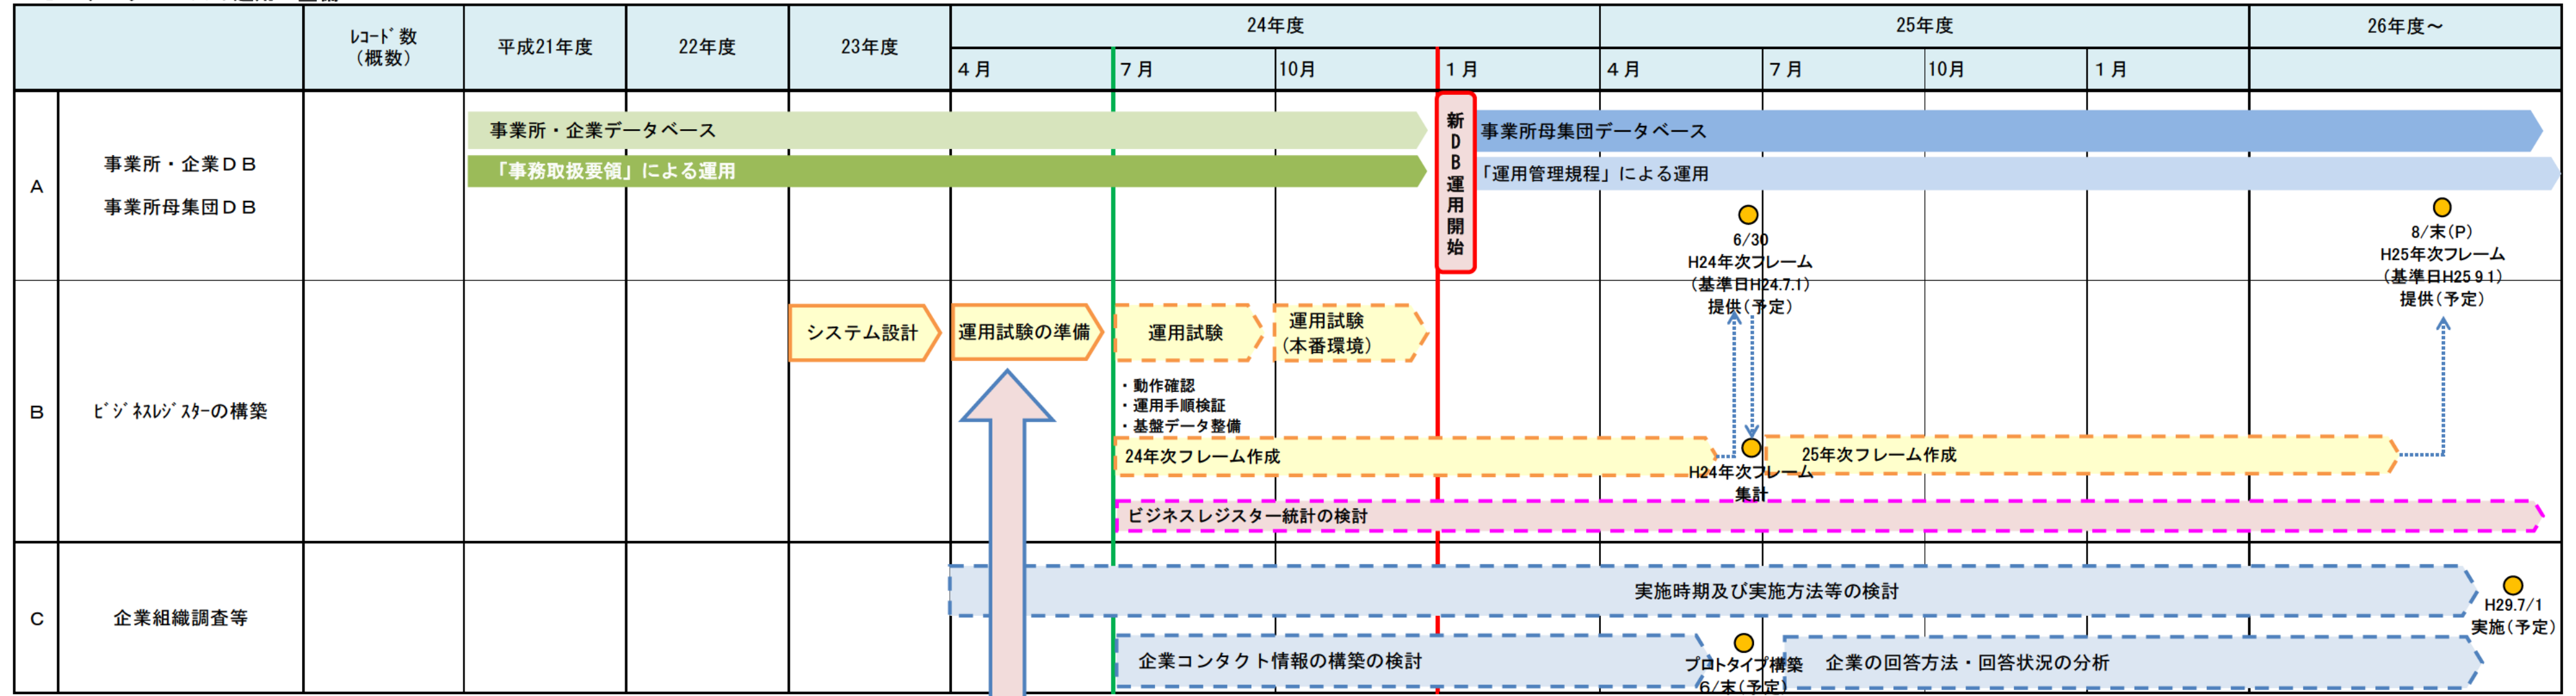 ﾚｺｰﾄﾞ数
（概数）
平成21年度
22年度
23年度
24年度
25年度
26年度～
４月
７月
10月
１月
４月
７月
10月
１月
A
事業所・企業ＤＢ
事業所母集団ＤＢ
事業所・企業データベース
「事務取扱要領」による運用
新ＤＢ運用開始
事業所母集団データベース
「運用管理規程」による運用
6/30
H24年次フレーム
（基準日H24.7.1）
提供（予定）
8/末(P)
H25年次フレーム
（基準日H25 9 1）
提供（予定）
B
ﾋﾞｼﾞﾈｽﾚｼﾞｽﾀｰの構築
システム設計
運用試験の準備
運用試験
運用試験
（本番環境）
・動作確認
・運用手順検証
・基盤データ整備
24年次フレーム作成
H24年次フレーム
集計
25年次フレーム作成
ビジネスレジスター統計の検討
C
企業組織調査等
実施時期及び実施方法等の検討
H29.7/1
実施（予定）
企業コンタクト情報の構築の検討
プロトタイプ構築
6/末（予定）
企業の回答方法・回答状況の分析